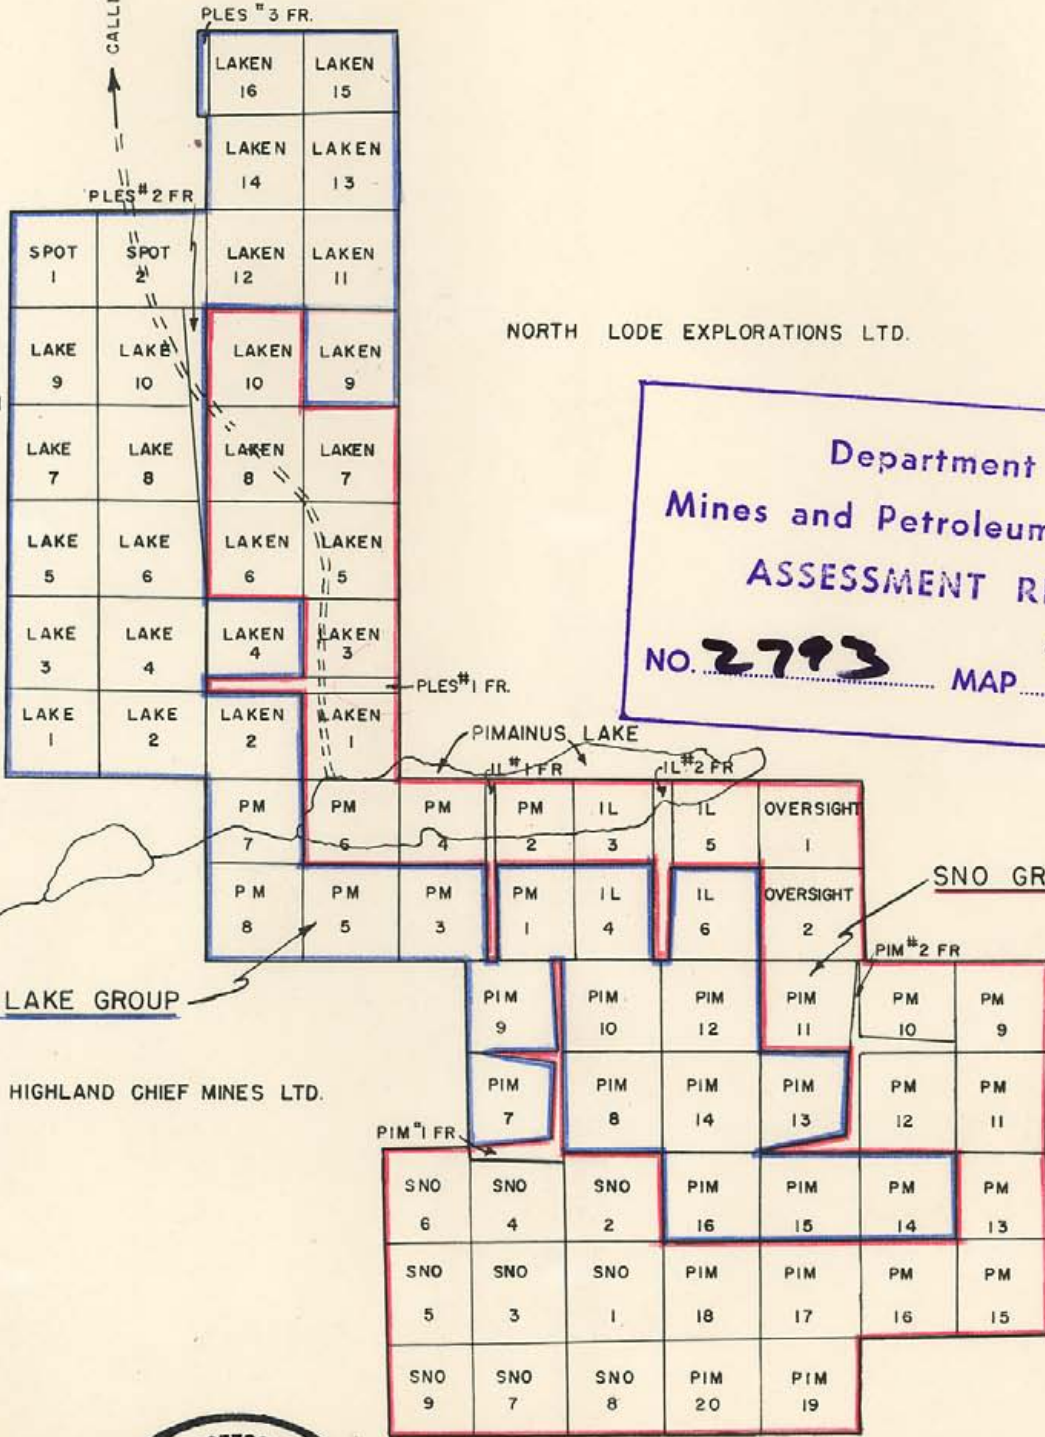 CALLE
PLES #3 FR.
LAKEN 16
LAKEN 15
LAKEN 14
LAKEN 13
PLES #2 FR
SPOT 1
SPOT 2
LAKEN 12
LAKEN 11
LAKE 9
LAKE 10
LAKEN 10
LAKEN 9
NORTH LODE EXPLORATIONS LTD.
LAKE 7
LAKE 8
LAKEN 8
LAKEN 7
LAKE 5
LAKE 6
LAKEN 6
LAKEN 5
LAKE 3
LAKE 4
LAKEN 4
LAKEN 3
PLES #1 FR.
LAKE 1
LAKE 2
LAKEN 2
LAKEN 1
Department
Mines and Petroleum
ASSESSMENT R
NO. 2793 MAP
PIMAINUS LAKE
IL #1 FR
IL #2 FR
PM 7
PM 6
PM 4
PM 2
IL 3
IL 5
OVERSIGHT 1
PM 8
PM 5
PM 3
PM 1
IL 4
IL 6
OVERSIGHT 2
SNO GR
PIM #2 FR
LAKE GROUP
PIM 9
PIM 10
PIM 12
PIM 11
PM 10
PM 9
HIGHLAND CHIEF MINES LTD.
PIM 7
PIM 8
PIM 14
PIM 13
PM 12
PM 11
PIM #1 FR
SNO 6
SNO 4
SNO 2
PIM 16
PIM 15
PM 14
PM 13
SNO 5
SNO 3
SNO 1
PIM 18
PIM 17
PM 16
PM 15
SNO 9
SNO 7
SNO 8
PIM 20
PIM 19